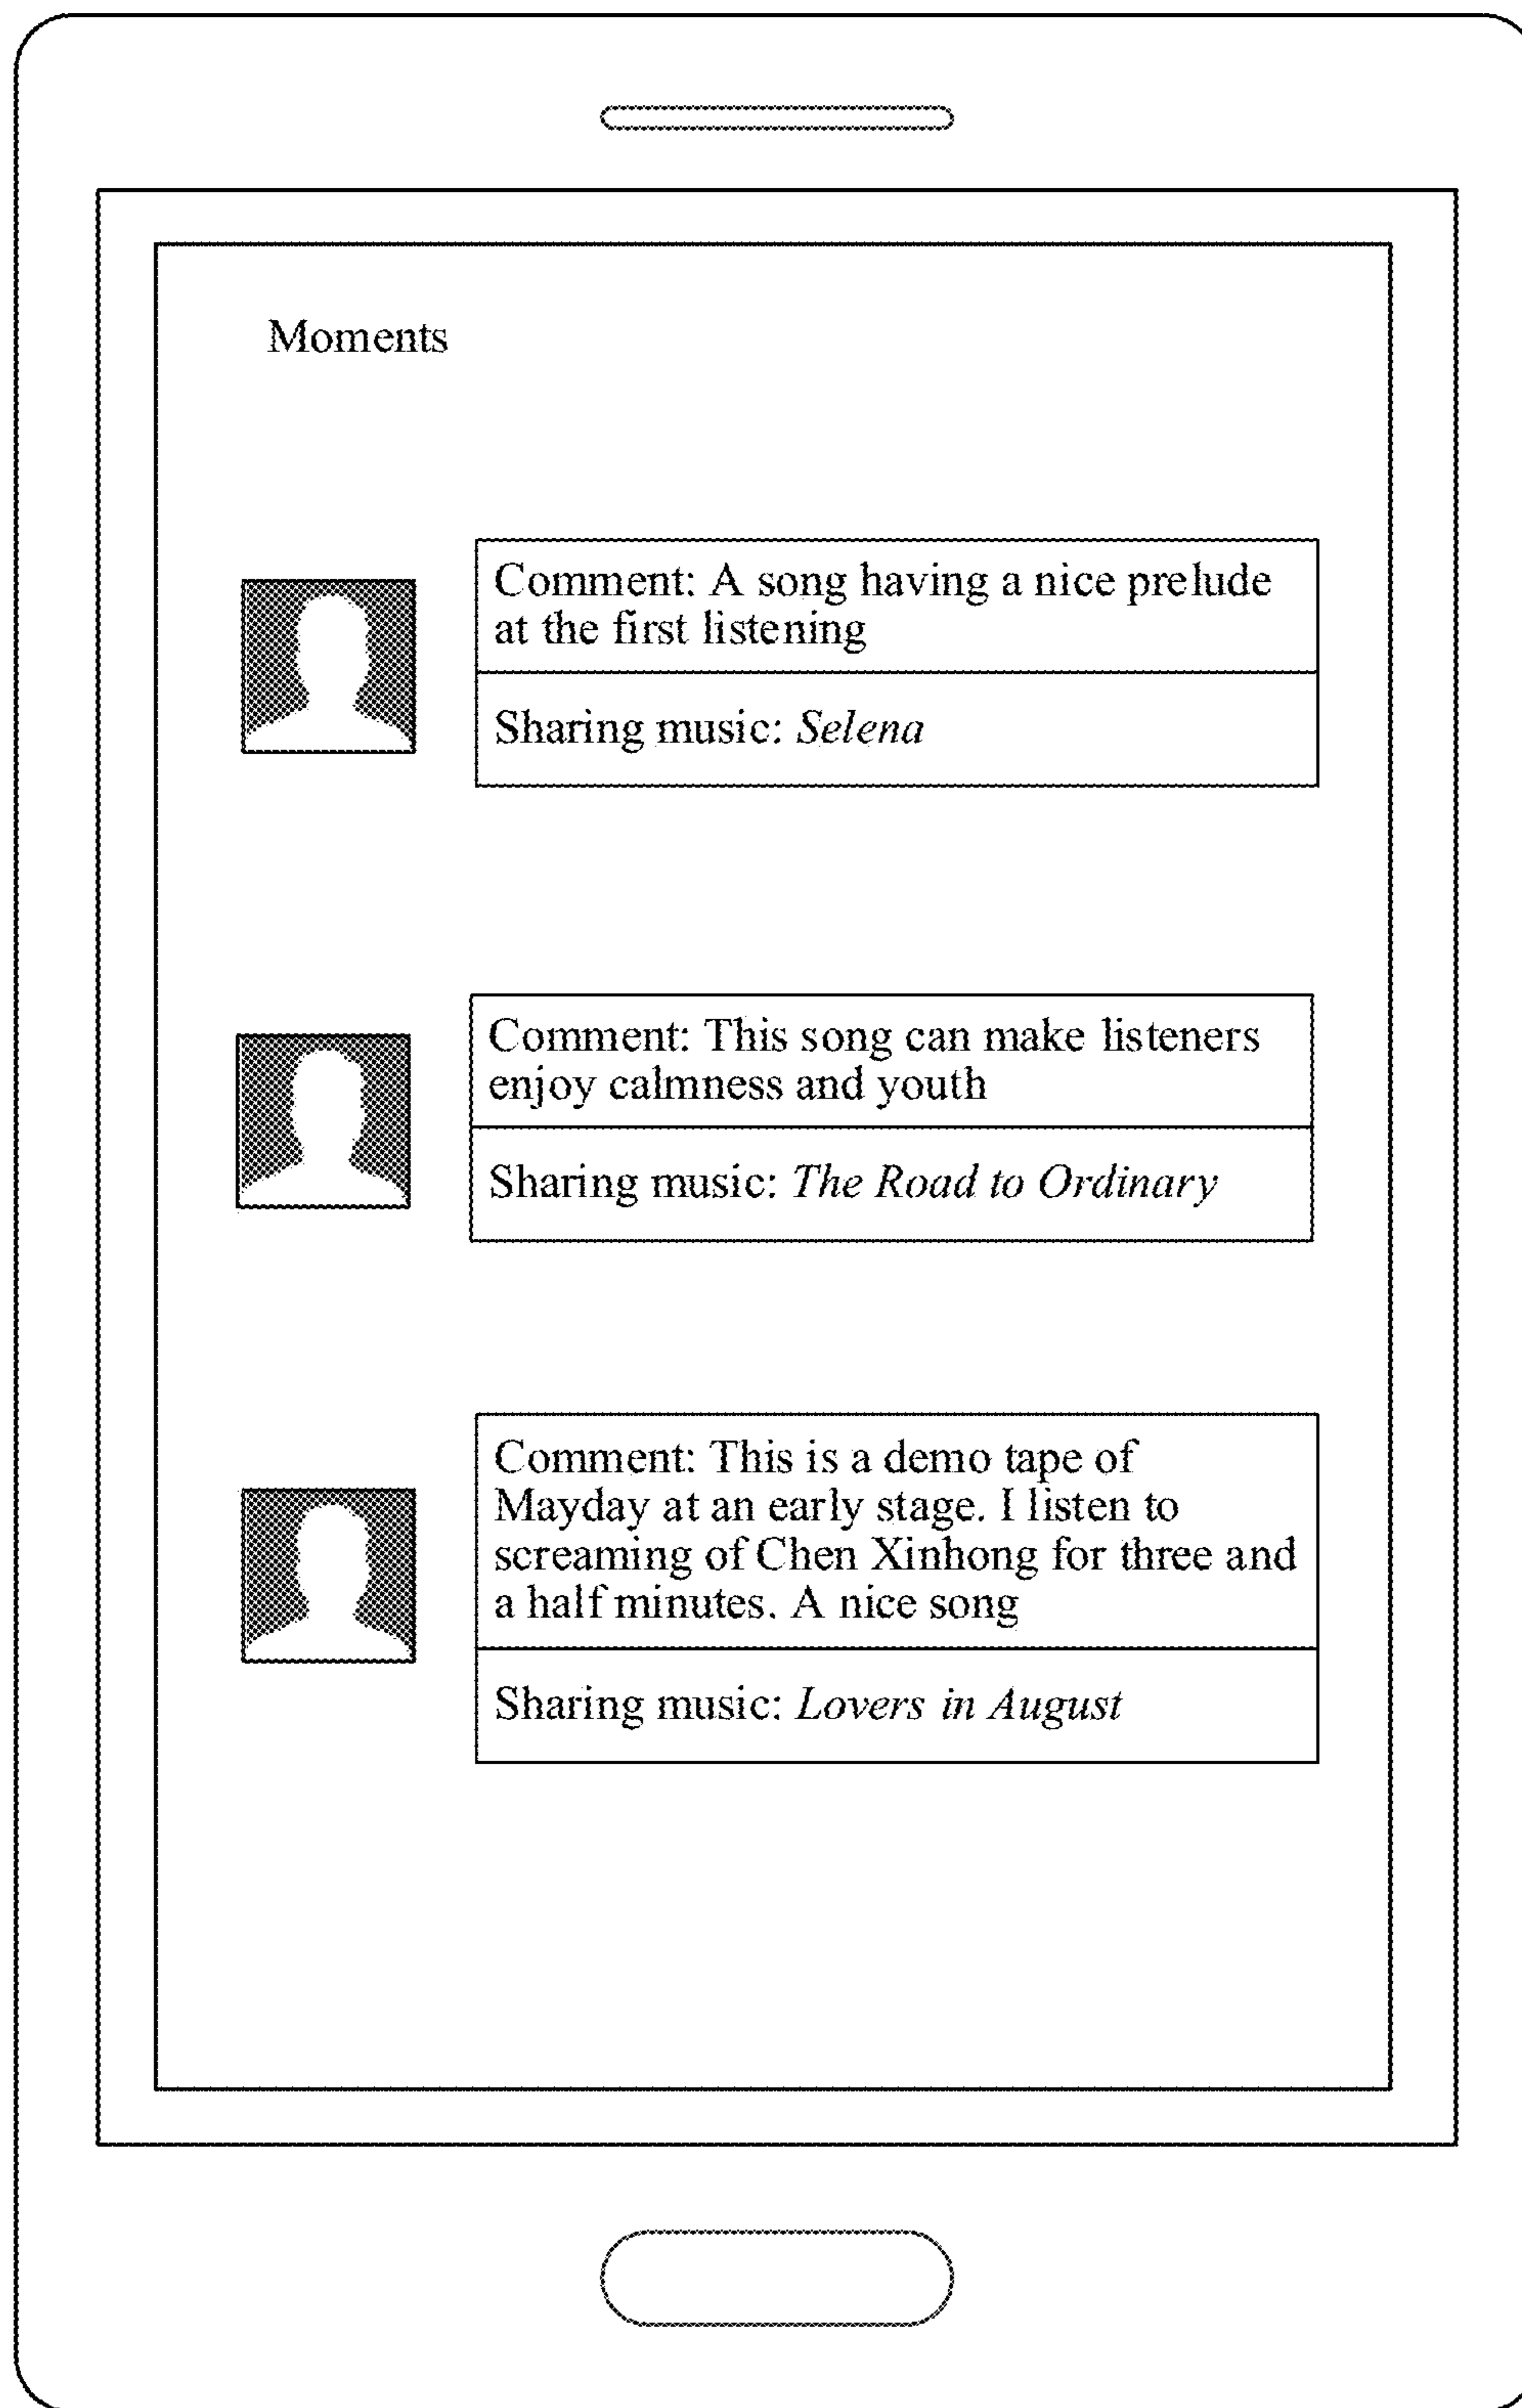 Moments
Comment: A song having a nice prelude
at the first listening
Sharing music: Selena
Comment: This song can make listeners
enjoy calmness and youth
Sharing music: The Road to Ordinary
Comment: This is a demo tape of
Mayday at an early stage. I listen to
screaming of Chen Xinhong for three and
a half minutes. A nice song
Sharing music: Lovers in August